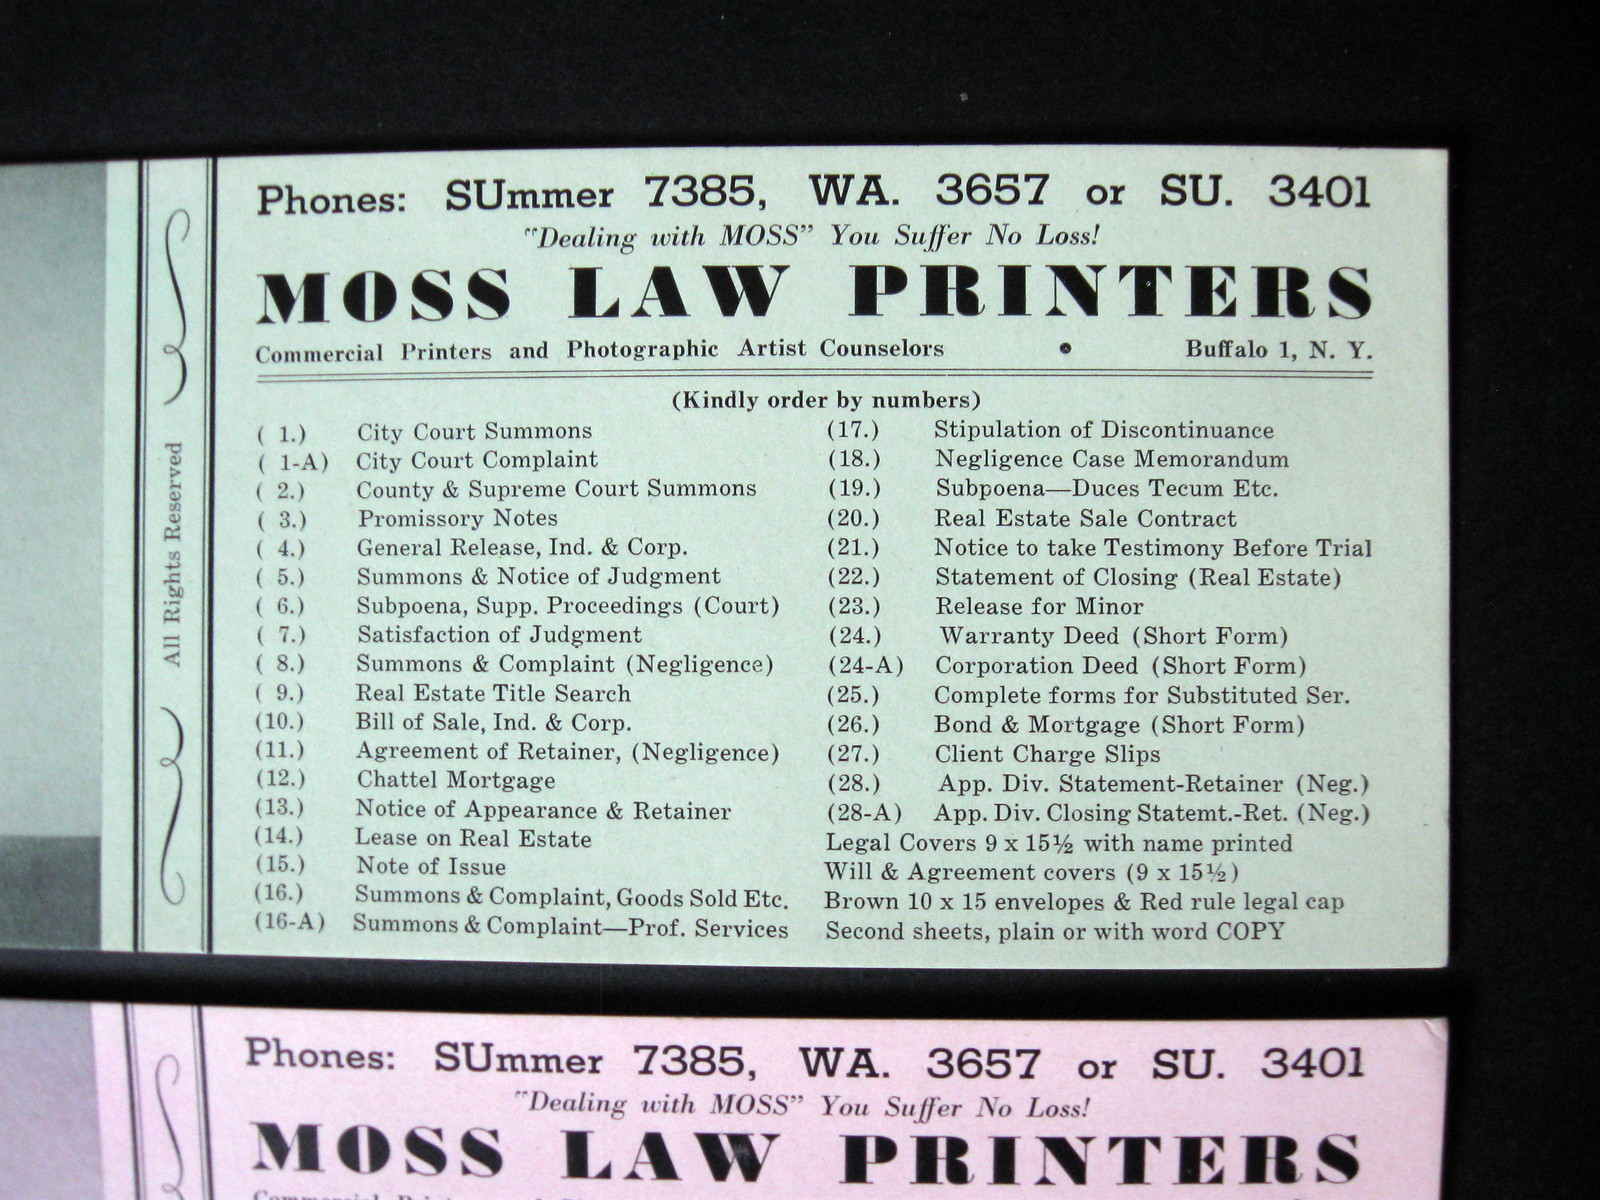 Phones: SUmmer 7385, WA. 3657 or SU. 3401
"Dealing with MOSS" You Suffer No Loss!
MOSS LAW PRINTERS
Commercial Printers and Photographic Artist Counselors • Buffalo 1, N. Y.
(Kindly order by numbers)
( 1.) City Court Summons
( 1-A) City Court Complaint
( 2.) County & Supreme Court Summons
( 3.) Promissory Notes
( 4.) General Release, Ind. & Corp.
( 5.) Summons & Notice of Judgment
( 6.) Subpoena, Supp. Proceedings (Court)
( 7.) Satisfaction of Judgment
( 8.) Summons & Complaint (Negligence)
( 9.) Real Estate Title Search
(10.) Bill of Sale, Ind. & Corp.
(11.) Agreement of Retainer, (Negligence)
(12.) Chattel Mortgage
(13.) Notice of Appearance & Retainer
(14.) Lease on Real Estate
(15.) Note of Issue
(16.) Summons & Complaint, Goods Sold Etc.
(16-A) Summons & Complaint—Prof. Services
(17.) Stipulation of Discontinuance
(18.) Negligence Case Memorandum
(19.) Subpoena—Duces Tecum Etc.
(20.) Real Estate Sale Contract
(21.) Notice to take Testimony Before Trial
(22.) Statement of Closing (Real Estate)
(23.) Release for Minor
(24.) Warranty Deed (Short Form)
(24-A) Corporation Deed (Short Form)
(25.) Complete forms for Substituted Ser.
(26.) Bond & Mortgage (Short Form)
(27.) Client Charge Slips
(28.) App. Div. Statement-Retainer (Neg.)
(28-A) App. Div. Closing Statemt.-Ret. (Neg.)
Legal Covers 9 x 15½ with name printed
Will & Agreement covers (9 x 15½)
Brown 10 x 15 envelopes & Red rule legal cap
Second sheets, plain or with word COPY
All Rights Reserved
Phones: SUmmer 7385, WA. 3657 or SU. 3401
"Dealing with MOSS" You Suffer No Loss!
MOSS LAW PRINTERS